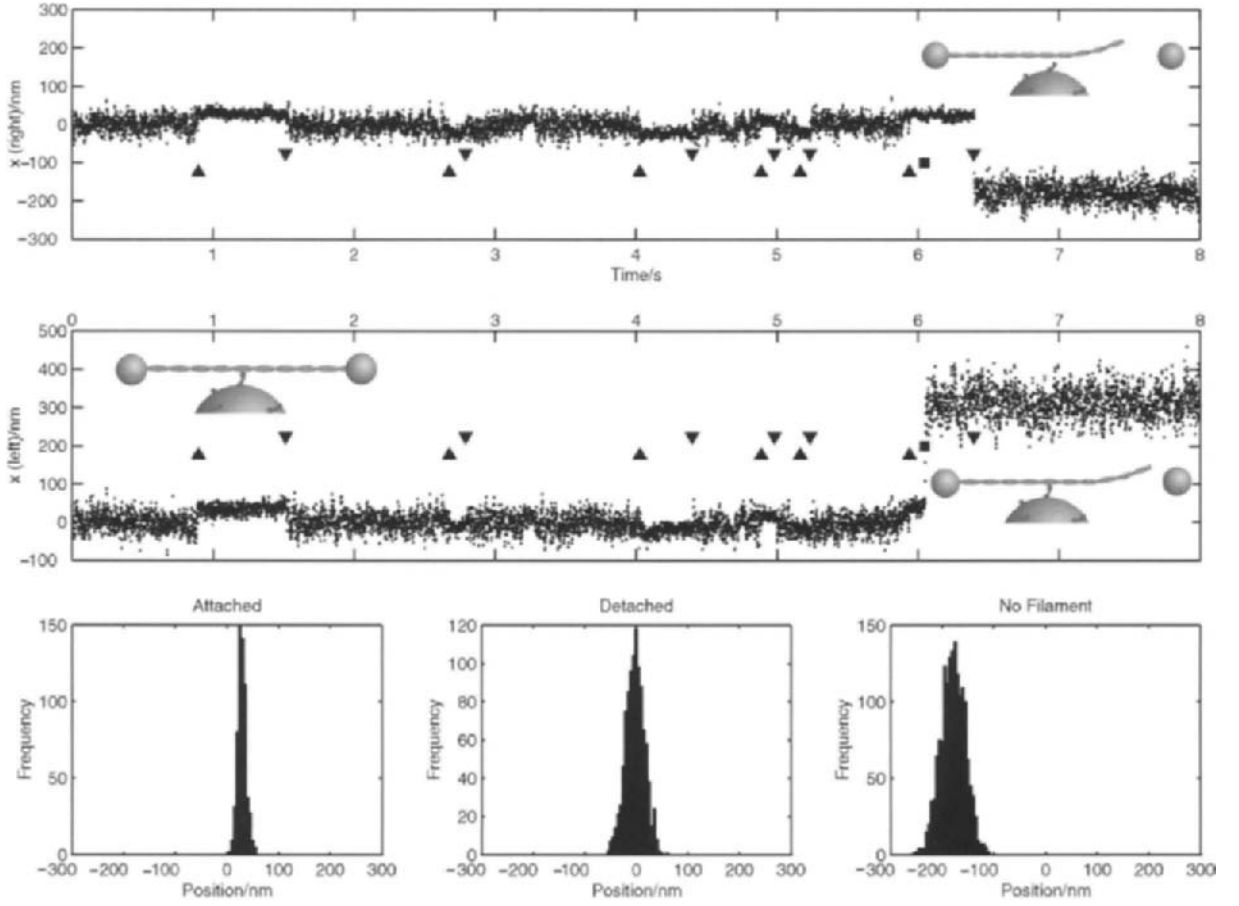 300
200
100
0
−100
−200
−300
x (right)/nm
1 2 3 4 5 6 7 8
Time/s
0 1 2 3 4 5 6 7 8
500
400
300
200
100
0
−100
x (left)/nm
Attached
150
100
50
0
Frequency
−300 −200 −100 0 100 200 300
Position/nm
Detached
120
100
80
60
40
20
0
Frequency
−300 −200 −100 0 100 200 300
Position/nm
No Filament
150
100
50
0
Frequency
−300 −200 −100 0 100 200 300
Position/nm